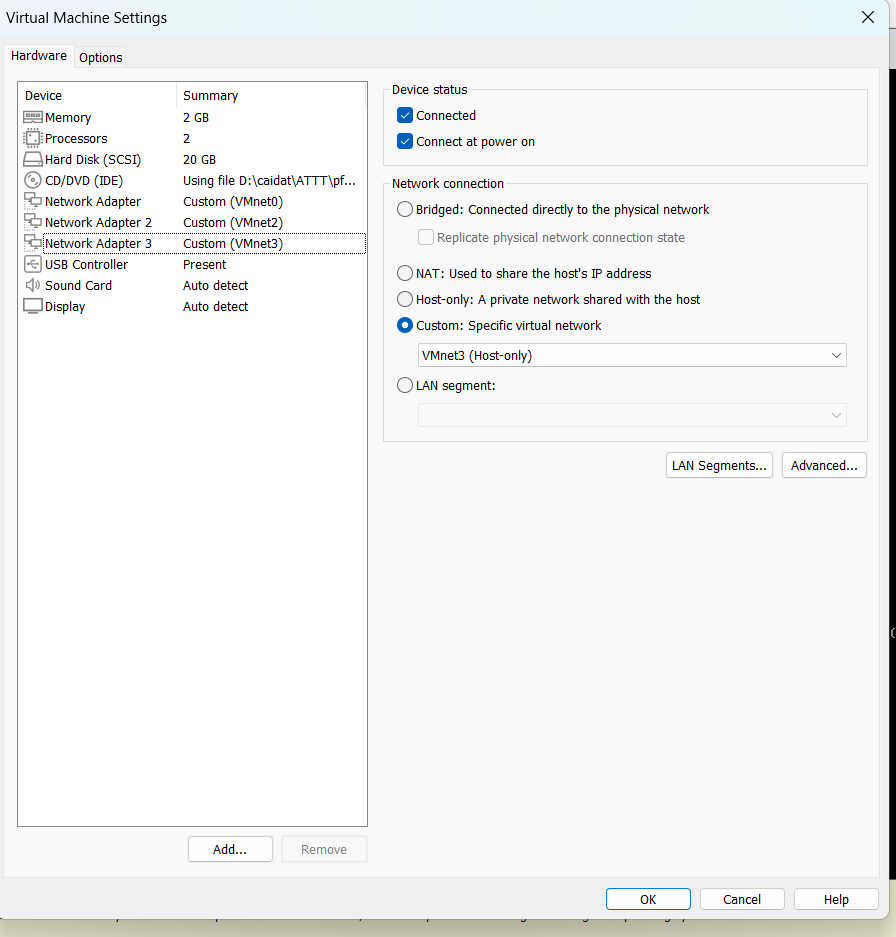 Virtual Machine Settings
Hardware Options
Device Summary
Memory 2 GB
Processors 2
Hard Disk (SCSI) 20 GB
CD/DVD (IDE) Using file D:\caidat\ATTT\pf...
Network Adapter Custom (VMnet0)
Network Adapter 2 Custom (VMnet2)
Network Adapter 3 Custom (VMnet3)
USB Controller Present
Sound Card Auto detect
Display Auto detect
Add... Remove
Device status
Connected
Connect at power on
Network connection
Bridged: Connected directly to the physical network
Replicate physical network connection state
NAT: Used to share the host's IP address
Host-only: A private network shared with the host
Custom: Specific virtual network
VMnet3 (Host-only)
LAN segment:
LAN Segments... Advanced...
OK Cancel Help